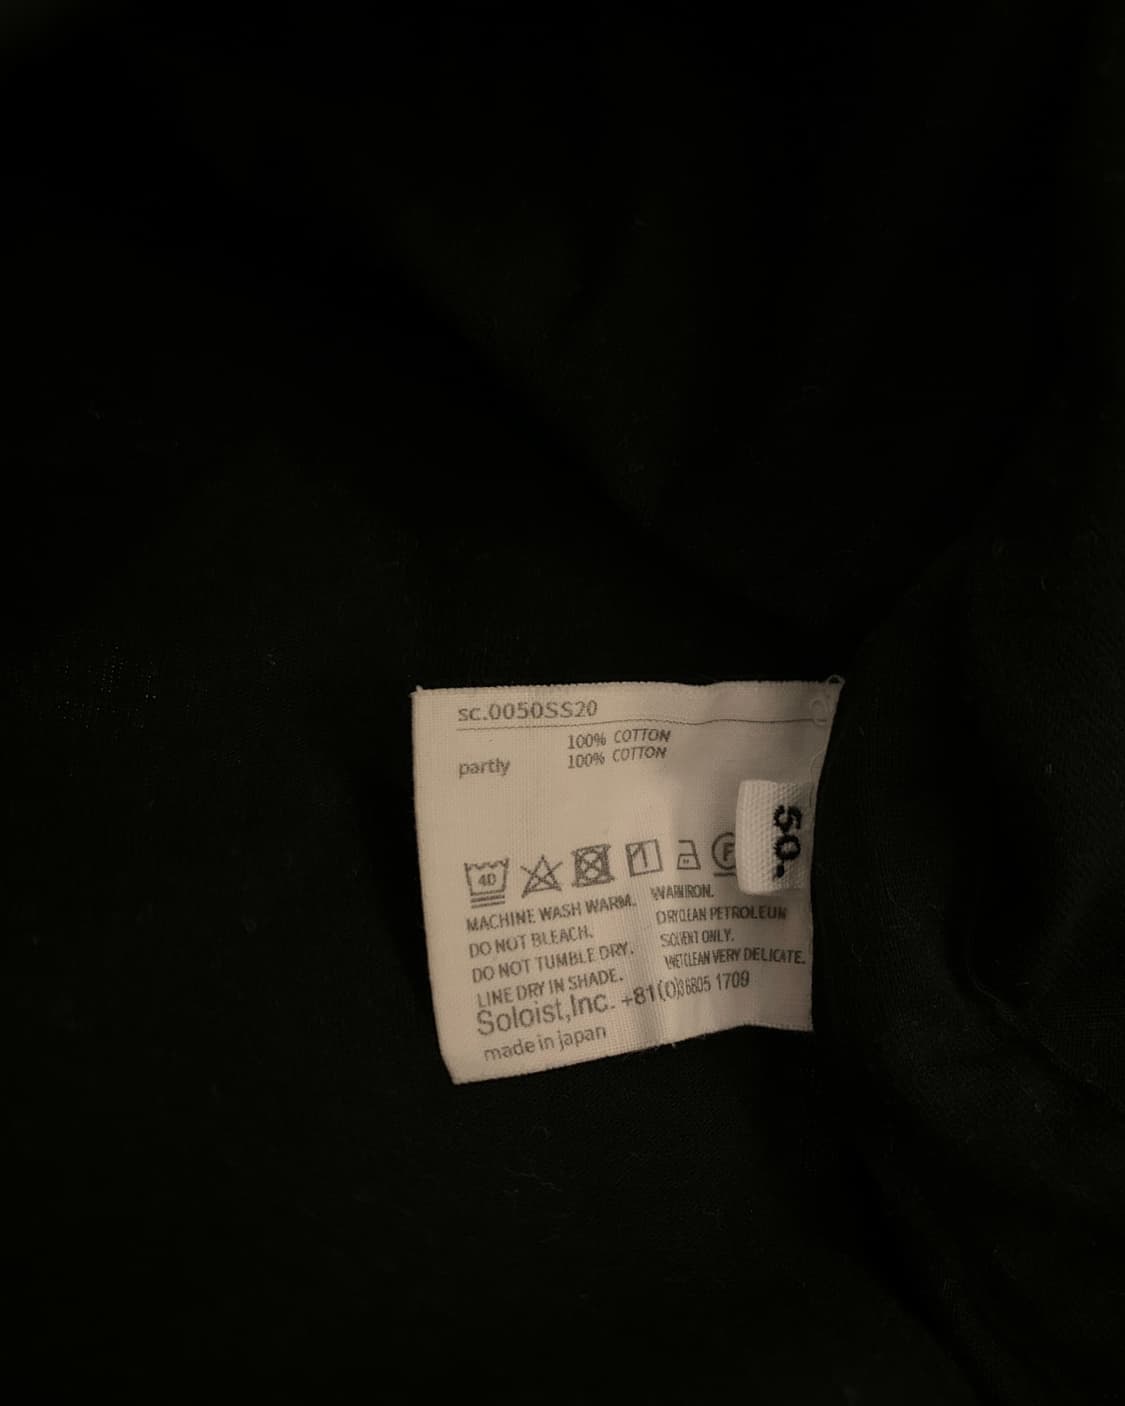 sc.0050SS20
100% COTTON
partly 100% COTTON
50.
40
F
MACHINE WASH WARM.
DO NOT BLEACH.
DO NOT TUMBLE DRY.
LINE DRY IN SHADE.
WARM IRON.
DRYCLEAN PETROLEUM
SOLVENT ONLY.
WETCLEAN VERY DELICATE.
Soloist,Inc. +81(0)3 6805 1709
made in japan